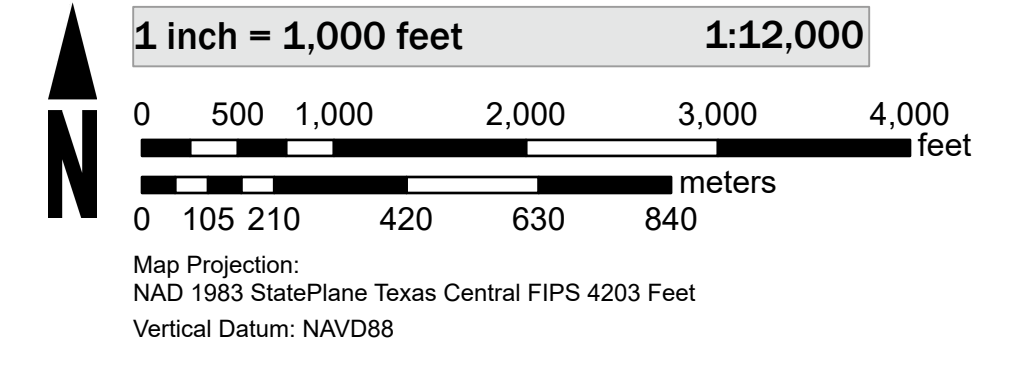 1 inch = 1,000 feet 1:12,000
0 500 1,000 2,000 3,000 4,000
feet
meters
0 105 210 420 630 840
N
Map Projection:
NAD 1983 StatePlane Texas Central FIPS 4203 Feet
Vertical Datum: NAVD88